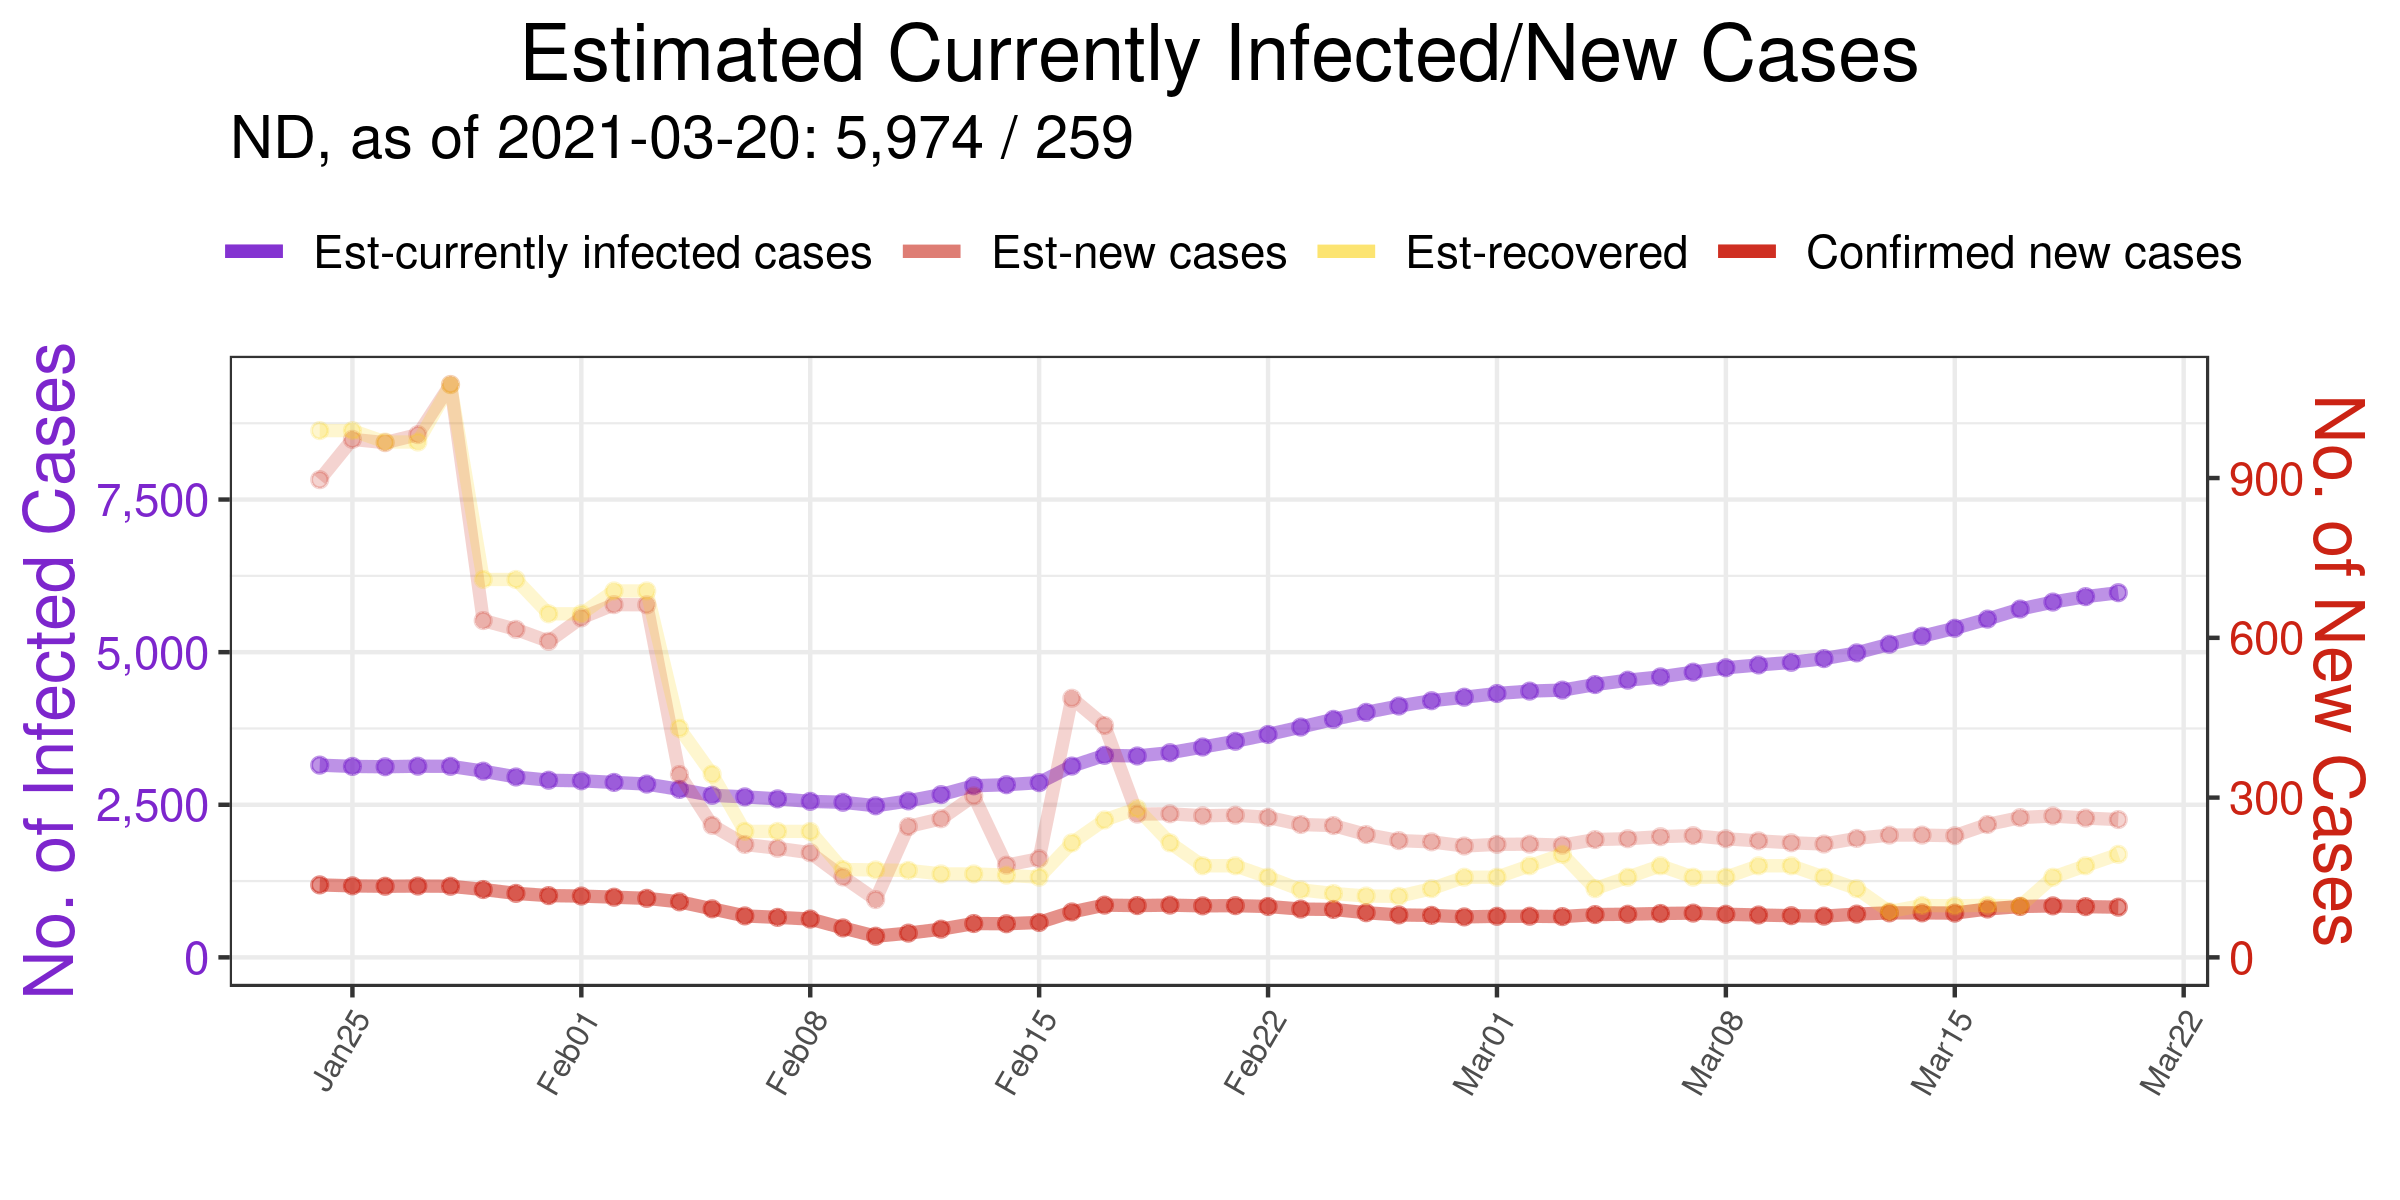 Estimated Currently Infected/New Cases
ND, as of 2021-03-20: 5,974 / 259
Est-currently infected cases Est-new cases Est-recovered Confirmed new cases
No. of Infected Cases
7,500
5,000
2,500
0
900
600
300
0
No. of New Cases
Jan25 Feb01 Feb08 Feb15 Feb22 Mar01 Mar08 Mar15 Mar22